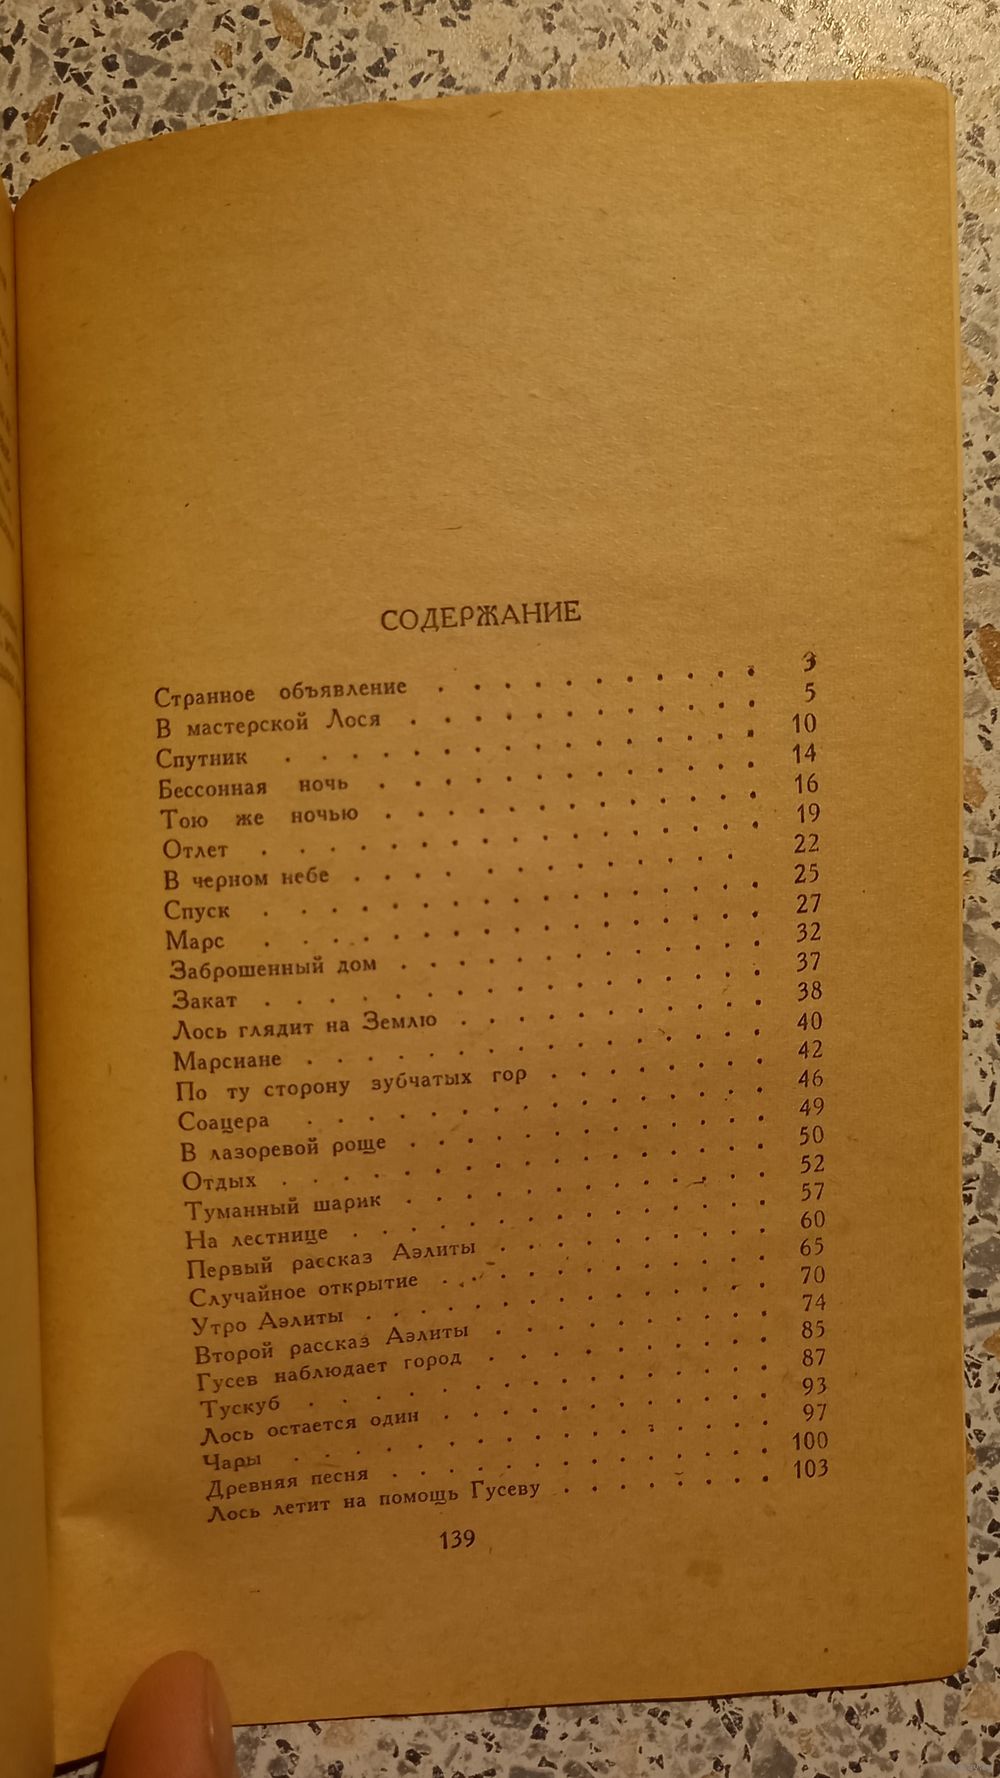 СОДЕРЖАНИЕ
Странное объявление . . . . . . . . . . 3
В мастерской Лося . . . . . . . . . . . 5
Спутник . . . . . . . . . . . . . . . 10
Бессонная ночь . . . . . . . . . . . . 14
Тою же ночью . . . . . . . . . . . . 16
Отлет . . . . . . . . . . . . . . . . 19
В черном небе . . . . . . . . . . . . 22
Спуск . . . . . . . . . . . . . . . . 25
Марс . . . . . . . . . . . . . . . . 27
Заброшенный дом . . . . . . . . . . . 32
Закат . . . . . . . . . . . . . . . . 37
Лось глядит на Землю . . . . . . . . . . 38
Марсиане . . . . . . . . . . . . . . . 40
По ту сторону зубчатых гор . . . . . . . 42
Соацера . . . . . . . . . . . . . . . 46
В лазоревой роще . . . . . . . . . . . 49
Отдых . . . . . . . . . . . . . . . . 50
Туманный шарик . . . . . . . . . . . . 52
На лестнице . . . . . . . . . . . . . 57
Первый рассказ Аэлиты . . . . . . . . . 60
Случайное открытие . . . . . . . . . . . 65
Утро Аэлиты . . . . . . . . . . . . . 70
Второй рассказ Аэлиты . . . . . . . . . 74
Гусев наблюдает город . . . . . . . . . 85
Тускуб . . . . . . . . . . . . . . . 87
Лось остается один . . . . . . . . . . . 93
Чары . . . . . . . . . . . . . . . . 97
Древняя песня . . . . . . . . . . . . 100
Лось летит на помощь Гусеву . . . . . . . 103
139